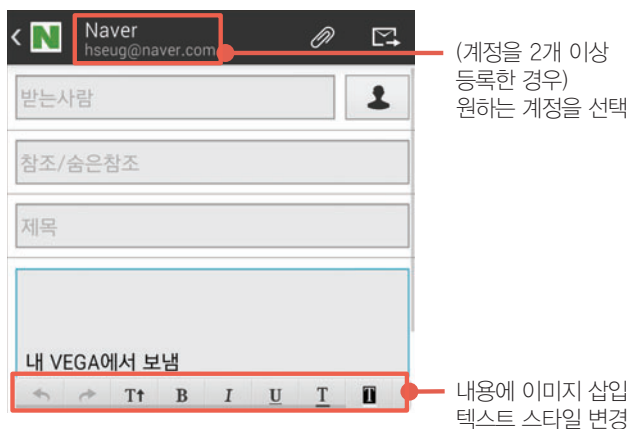 Naver
hseug@naver.com
(계정을 2개 이상
등록한 경우)
원하는 계정을 선택
받는사람
참조/숨은참조
제목
내 VEGA에서 보냄
T↑ B I U T T
내용에 이미지 삽입
텍스트 스타일 변경